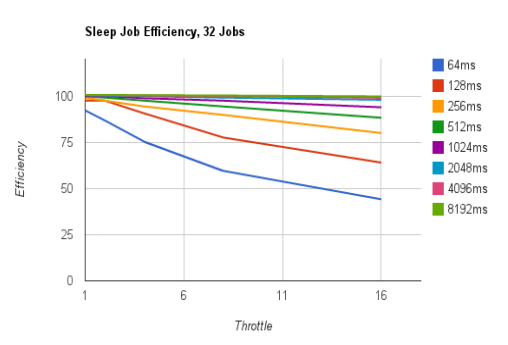 Sleep Job Efficiency, 32 Jobs
Efficiency
100
75
50
25
0
1
6
11
16
Throttle
64ms
128ms
256ms
512ms
1024ms
2048ms
4096ms
8192ms